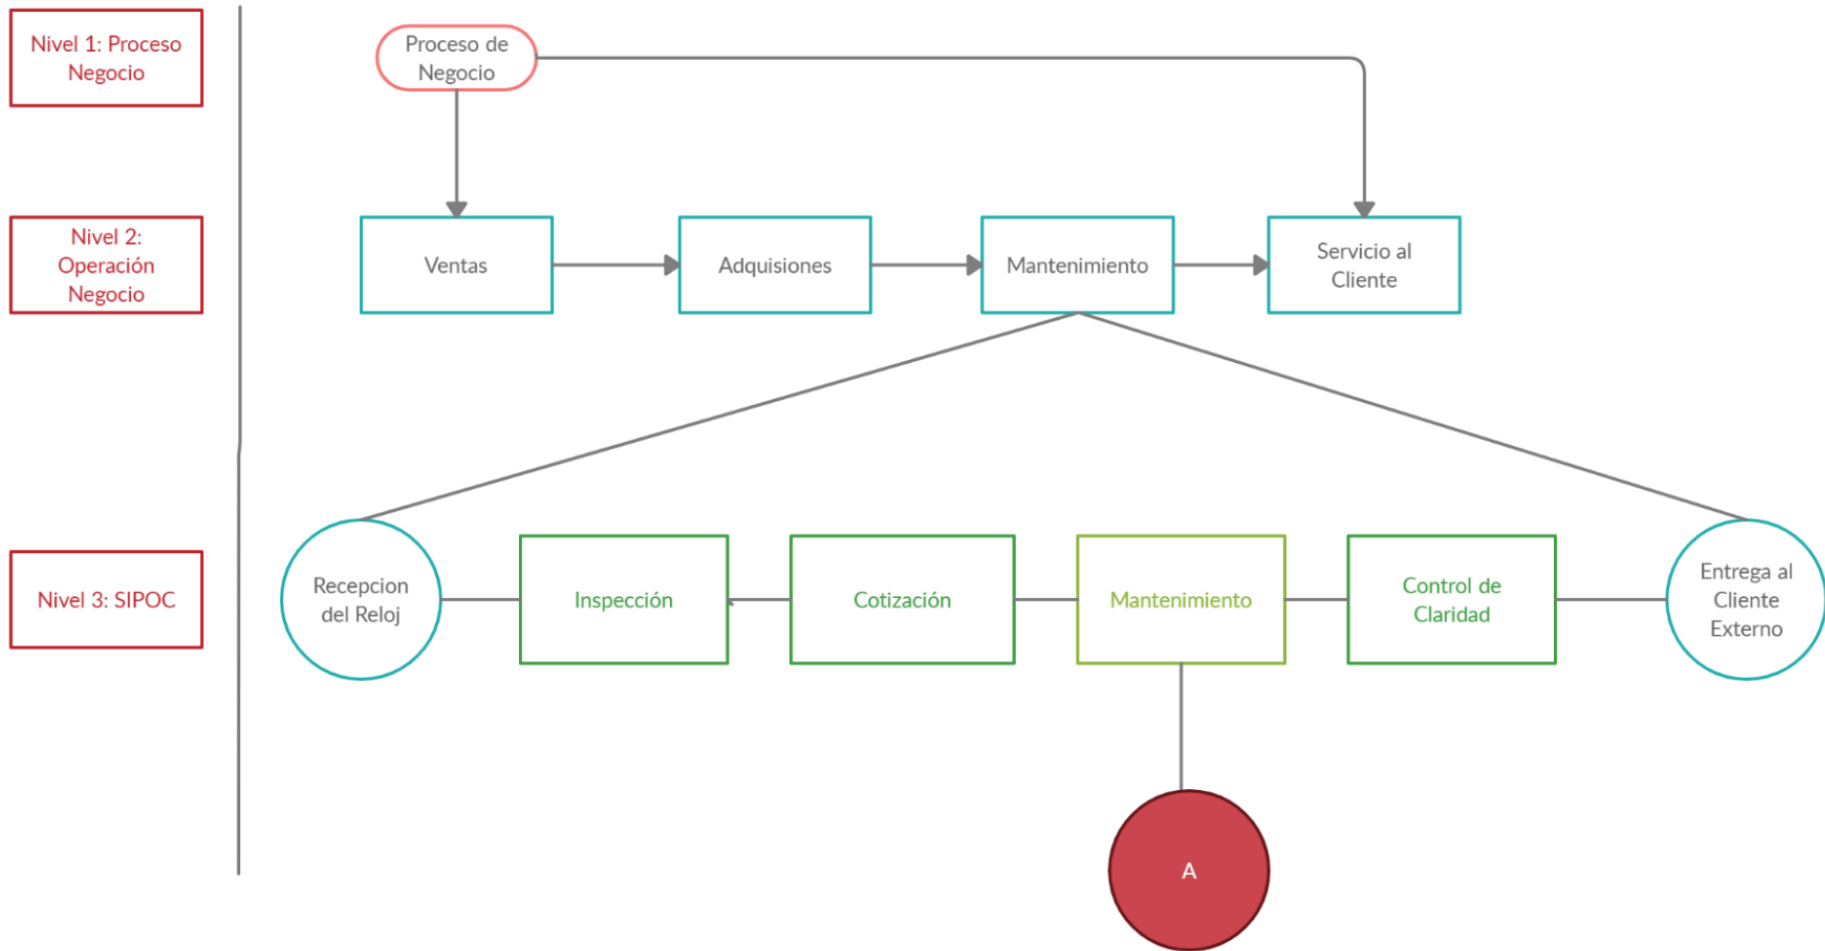 Nivel 1: Proceso
Negocio
Proceso de
Negocio
Nivel 2:
Operación
Negocio
Ventas
Adquisiones
Mantenimiento
Servicio al
Cliente
Nivel 3: SIPOC
Recepcion
del Reloj
Inspección
Cotización
Mantenimiento
Control de
Claridad
Entrega al
Cliente
Externo
A